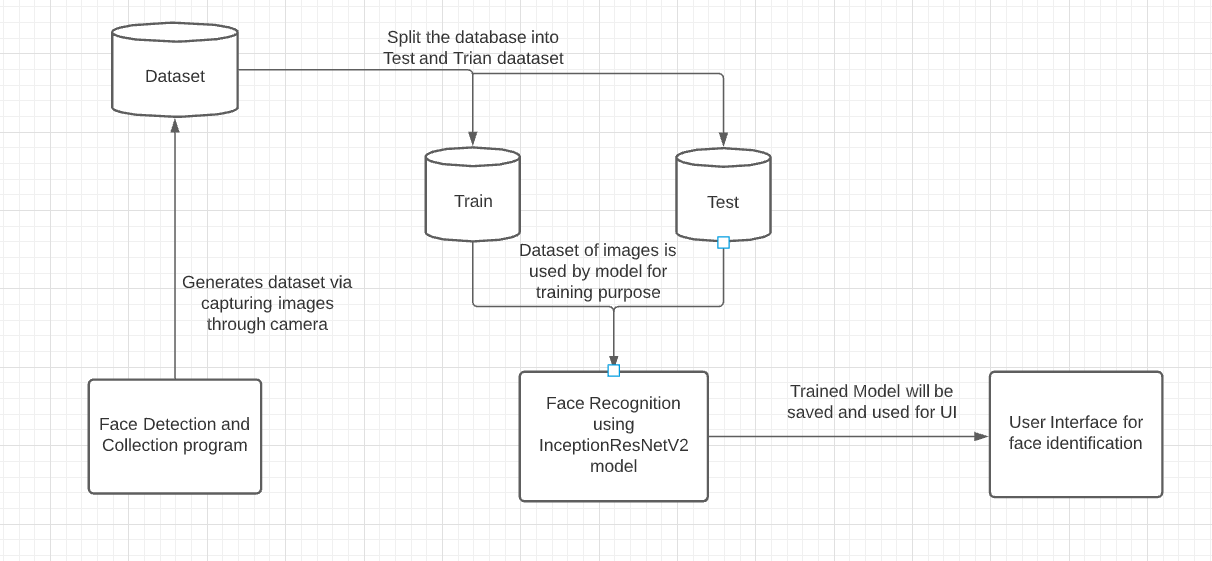 Split the database into
Test and Trian daataset
Dataset
Train
Test
Dataset of images is
used by model for
training purpose
Generates dataset via
capturing images
through camera
Face Detection and
Collection program
Face Recognition
using
InceptionResNetV2
model
Trained Model will be
saved and used for UI
User Interface for
face identification